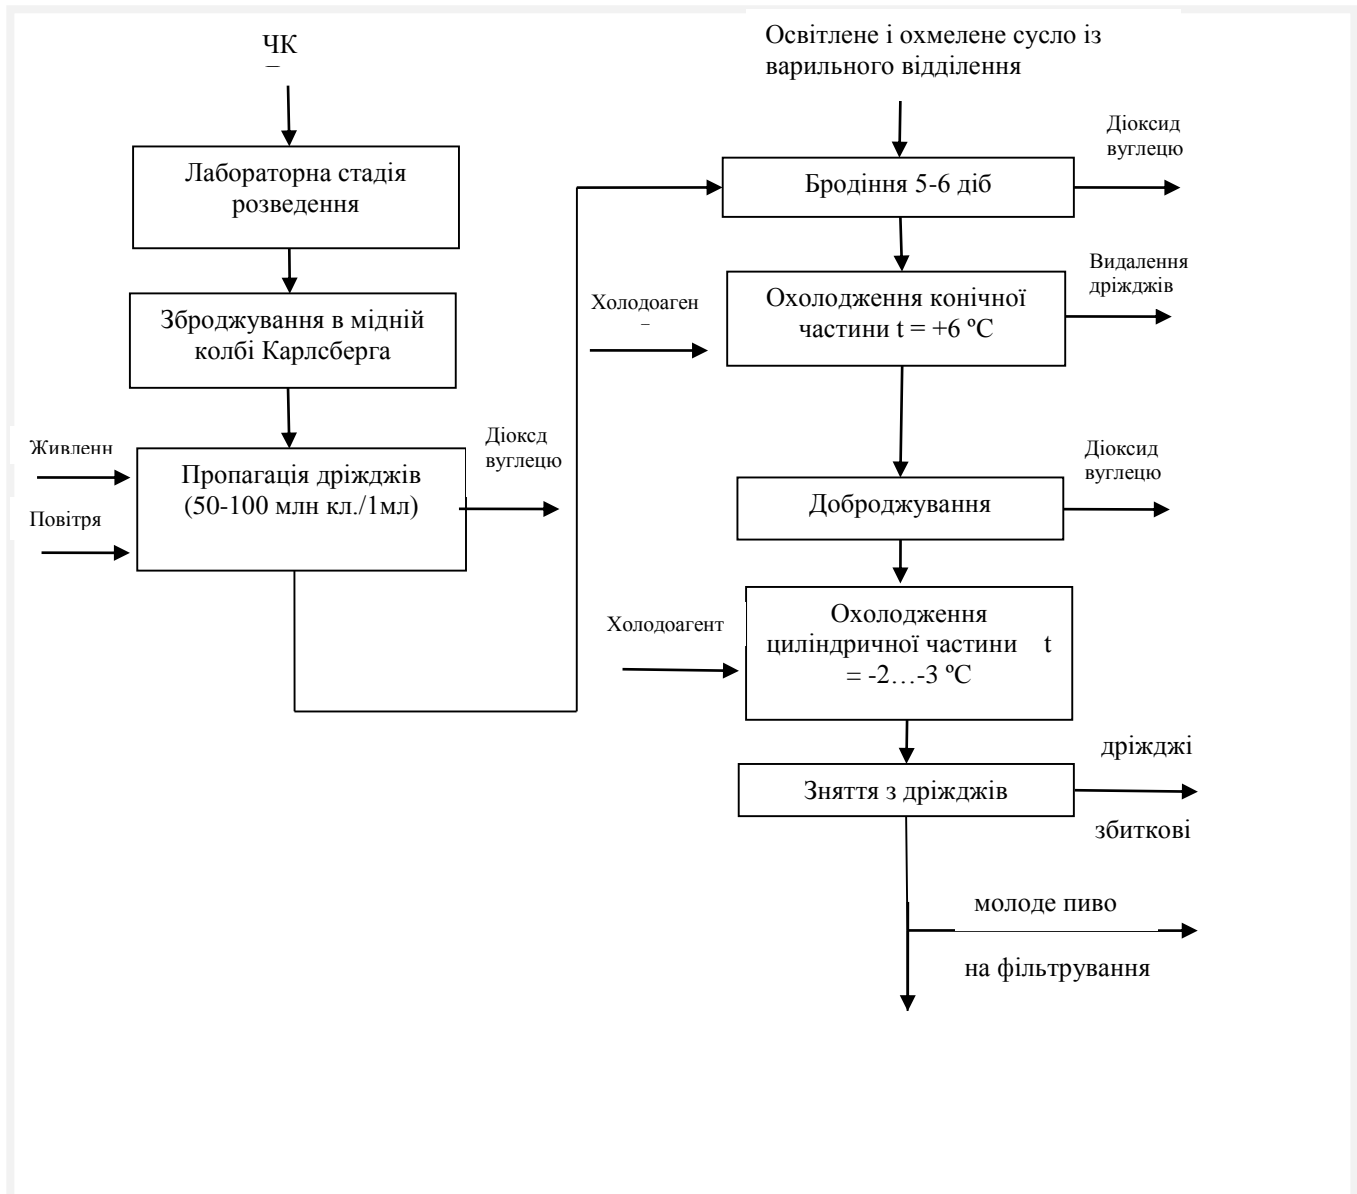 ЧК
Лабораторна стадія
розведення
Зброджування в мідній
колбі Карлсберга
Живленн
Повітря
Пропагація дріжджів
(50-100 млн кл./1мл)
Діоксд
вуглецю
Освітлене і охмелене сусло із
варильного відділення
Бродіння 5-6 діб
Діоксид
вуглецю
Холодоаген
Охолодження конічної
частини t = +6 ºС
Видалення
дріжджів
Доброджування
Діоксид
вуглецю
Холодоагент
Охолодження
циліндричної частини t
= -2…-3 ºС
Зняття з дріжджів
дріжджі
збиткові
молоде пиво
на фільтрування